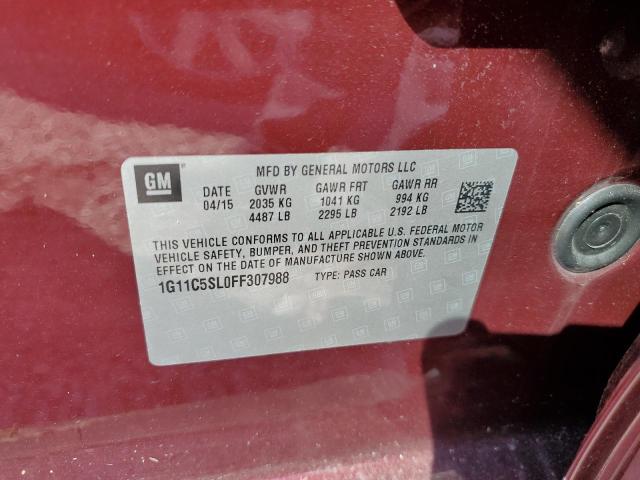 GM
MFD BY GENERAL MOTORS LLC
DATE GVWR GAWR FRT GAWR RR
04/15 2035 KG 1041 KG 994 KG
4487 LB 2295 LB 2192 LB
THIS VEHICLE CONFORMS TO ALL APPLICABLE U.S. FEDERAL MOTOR
VEHICLE SAFETY, BUMPER, AND THEFT PREVENTION STANDARDS IN
EFFECT ON THE DATE OF MANUFACTURE SHOWN ABOVE.
1G11C5SL0FF307988 TYPE: PASS CAR